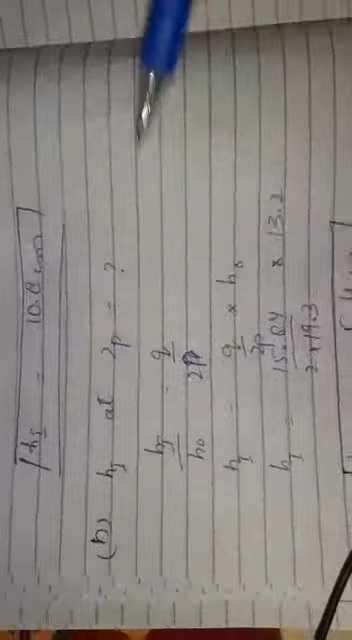 h_I = 10.8 cm
(b) h_I at 2p = ?
h_I / h_o = q / 2p
h_I = q / 2p × h_o
h_I = 15.84 / 2×19.3 × 13.2